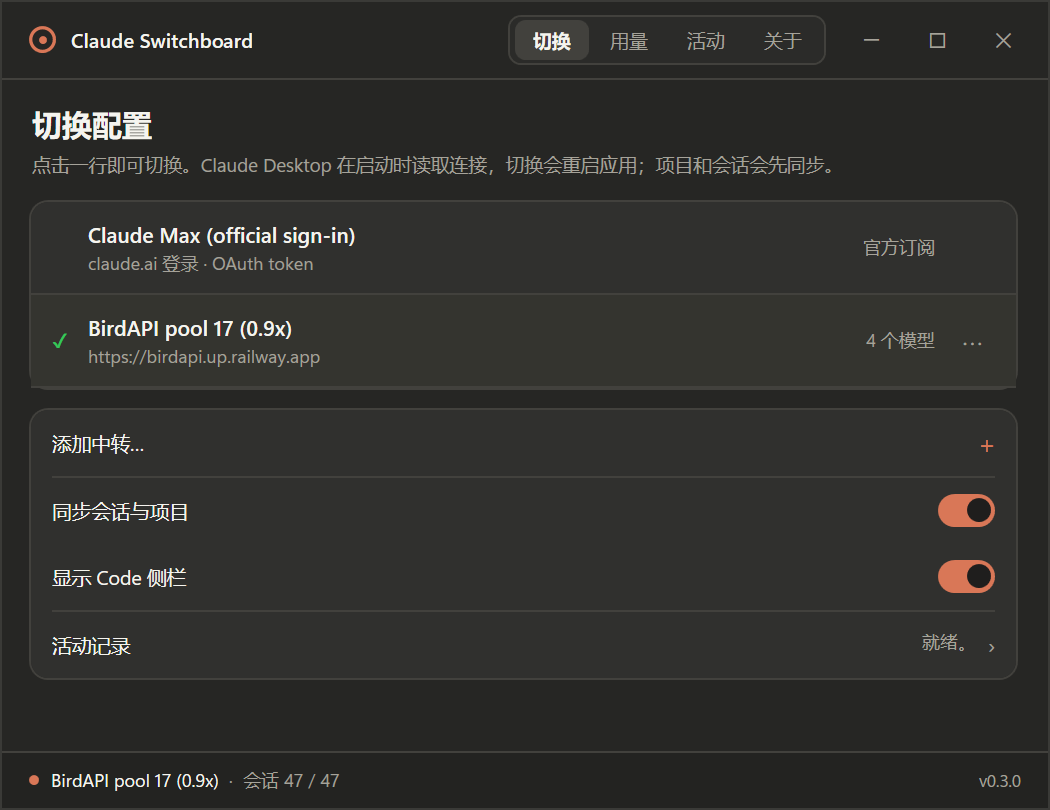 Claude Switchboard
切换 用量 活动 关于
切换配置
点击一行即可切换。Claude Desktop 在启动时读取连接，切换会重启应用；项目和会话会先同步。
Claude Max (official sign-in)
claude.ai 登录 · OAuth token
官方订阅
BirdAPI pool 17 (0.9x)
https://birdapi.up.railway.app
4 个模型 ...
添加中转...
+
同步会话与项目
显示 Code 侧栏
活动记录
就绪。 ›
BirdAPI pool 17 (0.9x) · 会话 47 / 47
v0.3.0